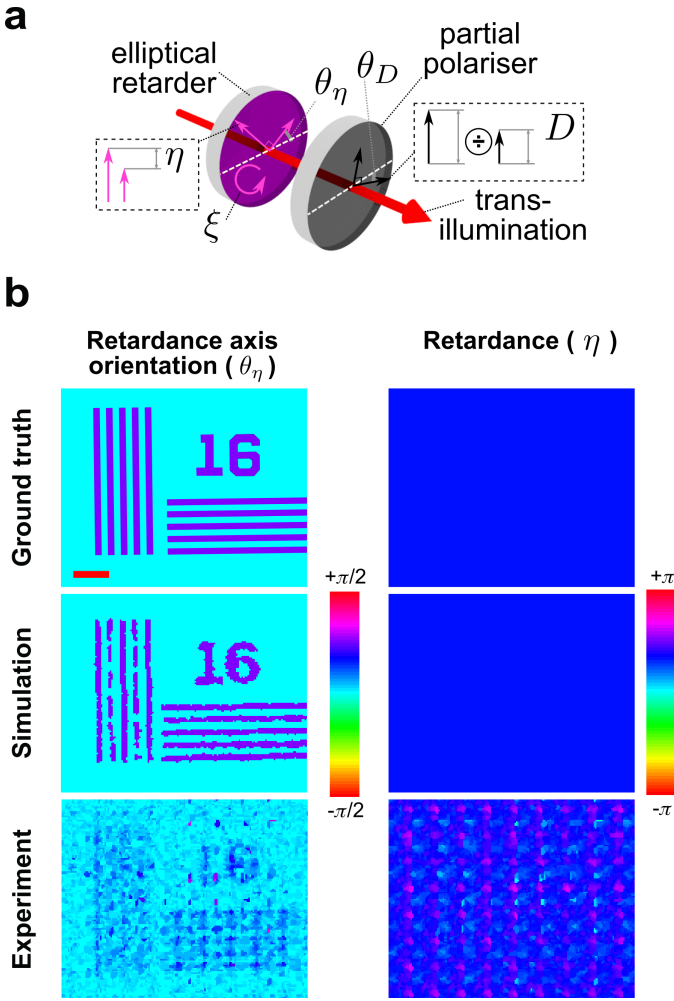 a
elliptical
retarder
θη
θD
partial
polariser
η
ξ
÷
D
trans-
illumination
b
Retardance axis
orientation ( θη )
Retardance ( η )
Ground truth
16
+π/2
+π
Simulation
16
-π/2
-π
Experiment
16